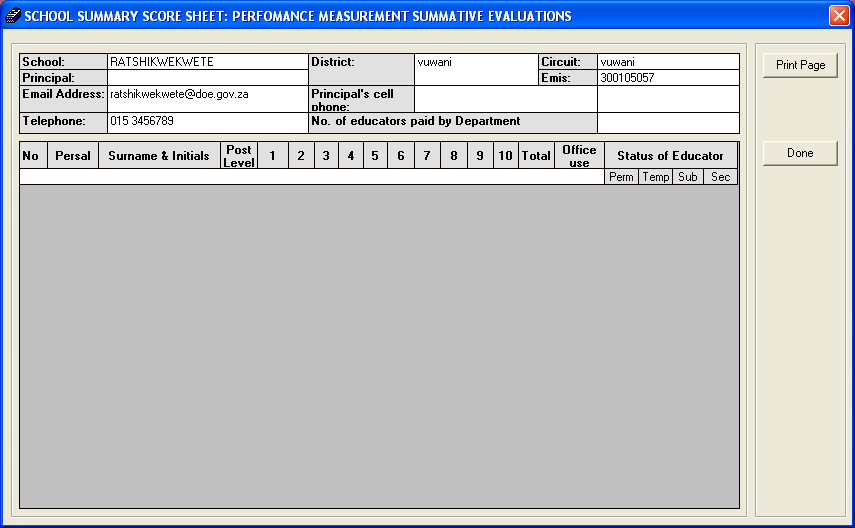 SCHOOL SUMMARY SCORE SHEET: PERFOMANCE MEASUREMENT SUMMATIVE EVALUATIONS
School: RATSHIKWEKWETE District: vuwani Circuit: vuwani
Principal: Emis: 300105057
Email Address: ratshikwekwete@doe.gov.za Principal's cell phone:
Telephone: 015 3456789 No. of educators paid by Department
No Persal Surname & Initials Post Level 1 2 3 4 5 6 7 8 9 10 Total Office use Status of Educator
Perm Temp Sub Sec
Print Page
Done